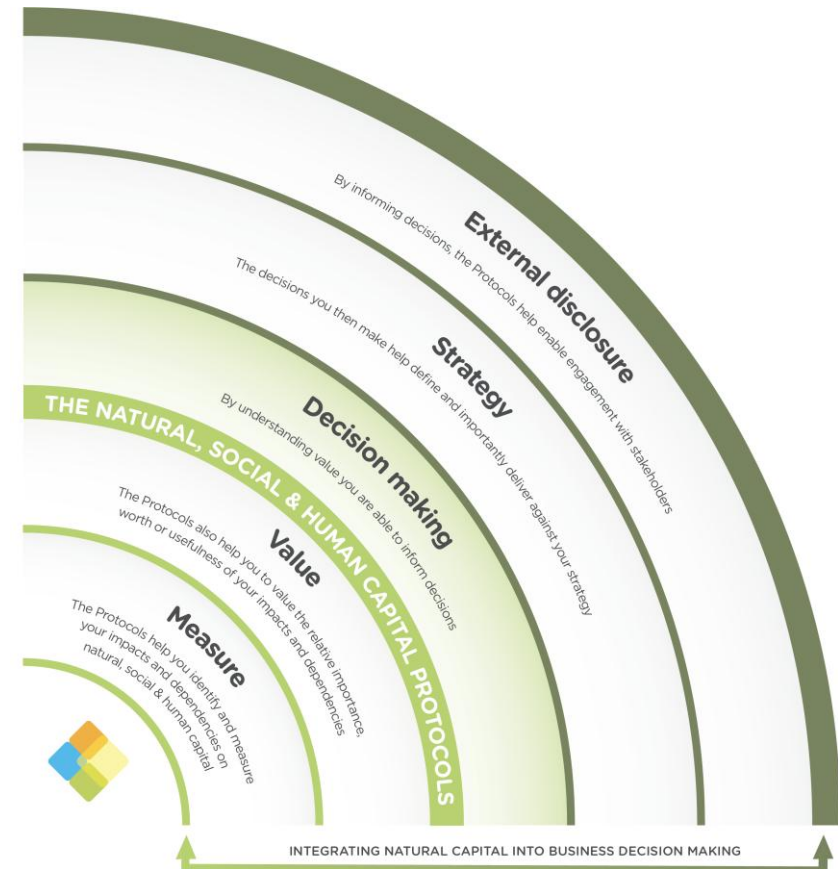 External disclosure
By informing decisions, the Protocols help enable engagement with stakeholders
Strategy
The decisions you then make help define and importantly deliver against your strategy
Decision making
By understanding value you are able to inform decisions
THE NATURAL, SOCIAL & HUMAN CAPITAL PROTOCOLS
Value
The Protocols also help you to value the relative importance,
worth or usefulness of your impacts and dependencies
Measure
The Protocols help you identify and measure
your impacts and dependencies on
natural, social & human capital
INTEGRATING NATURAL CAPITAL INTO BUSINESS DECISION MAKING